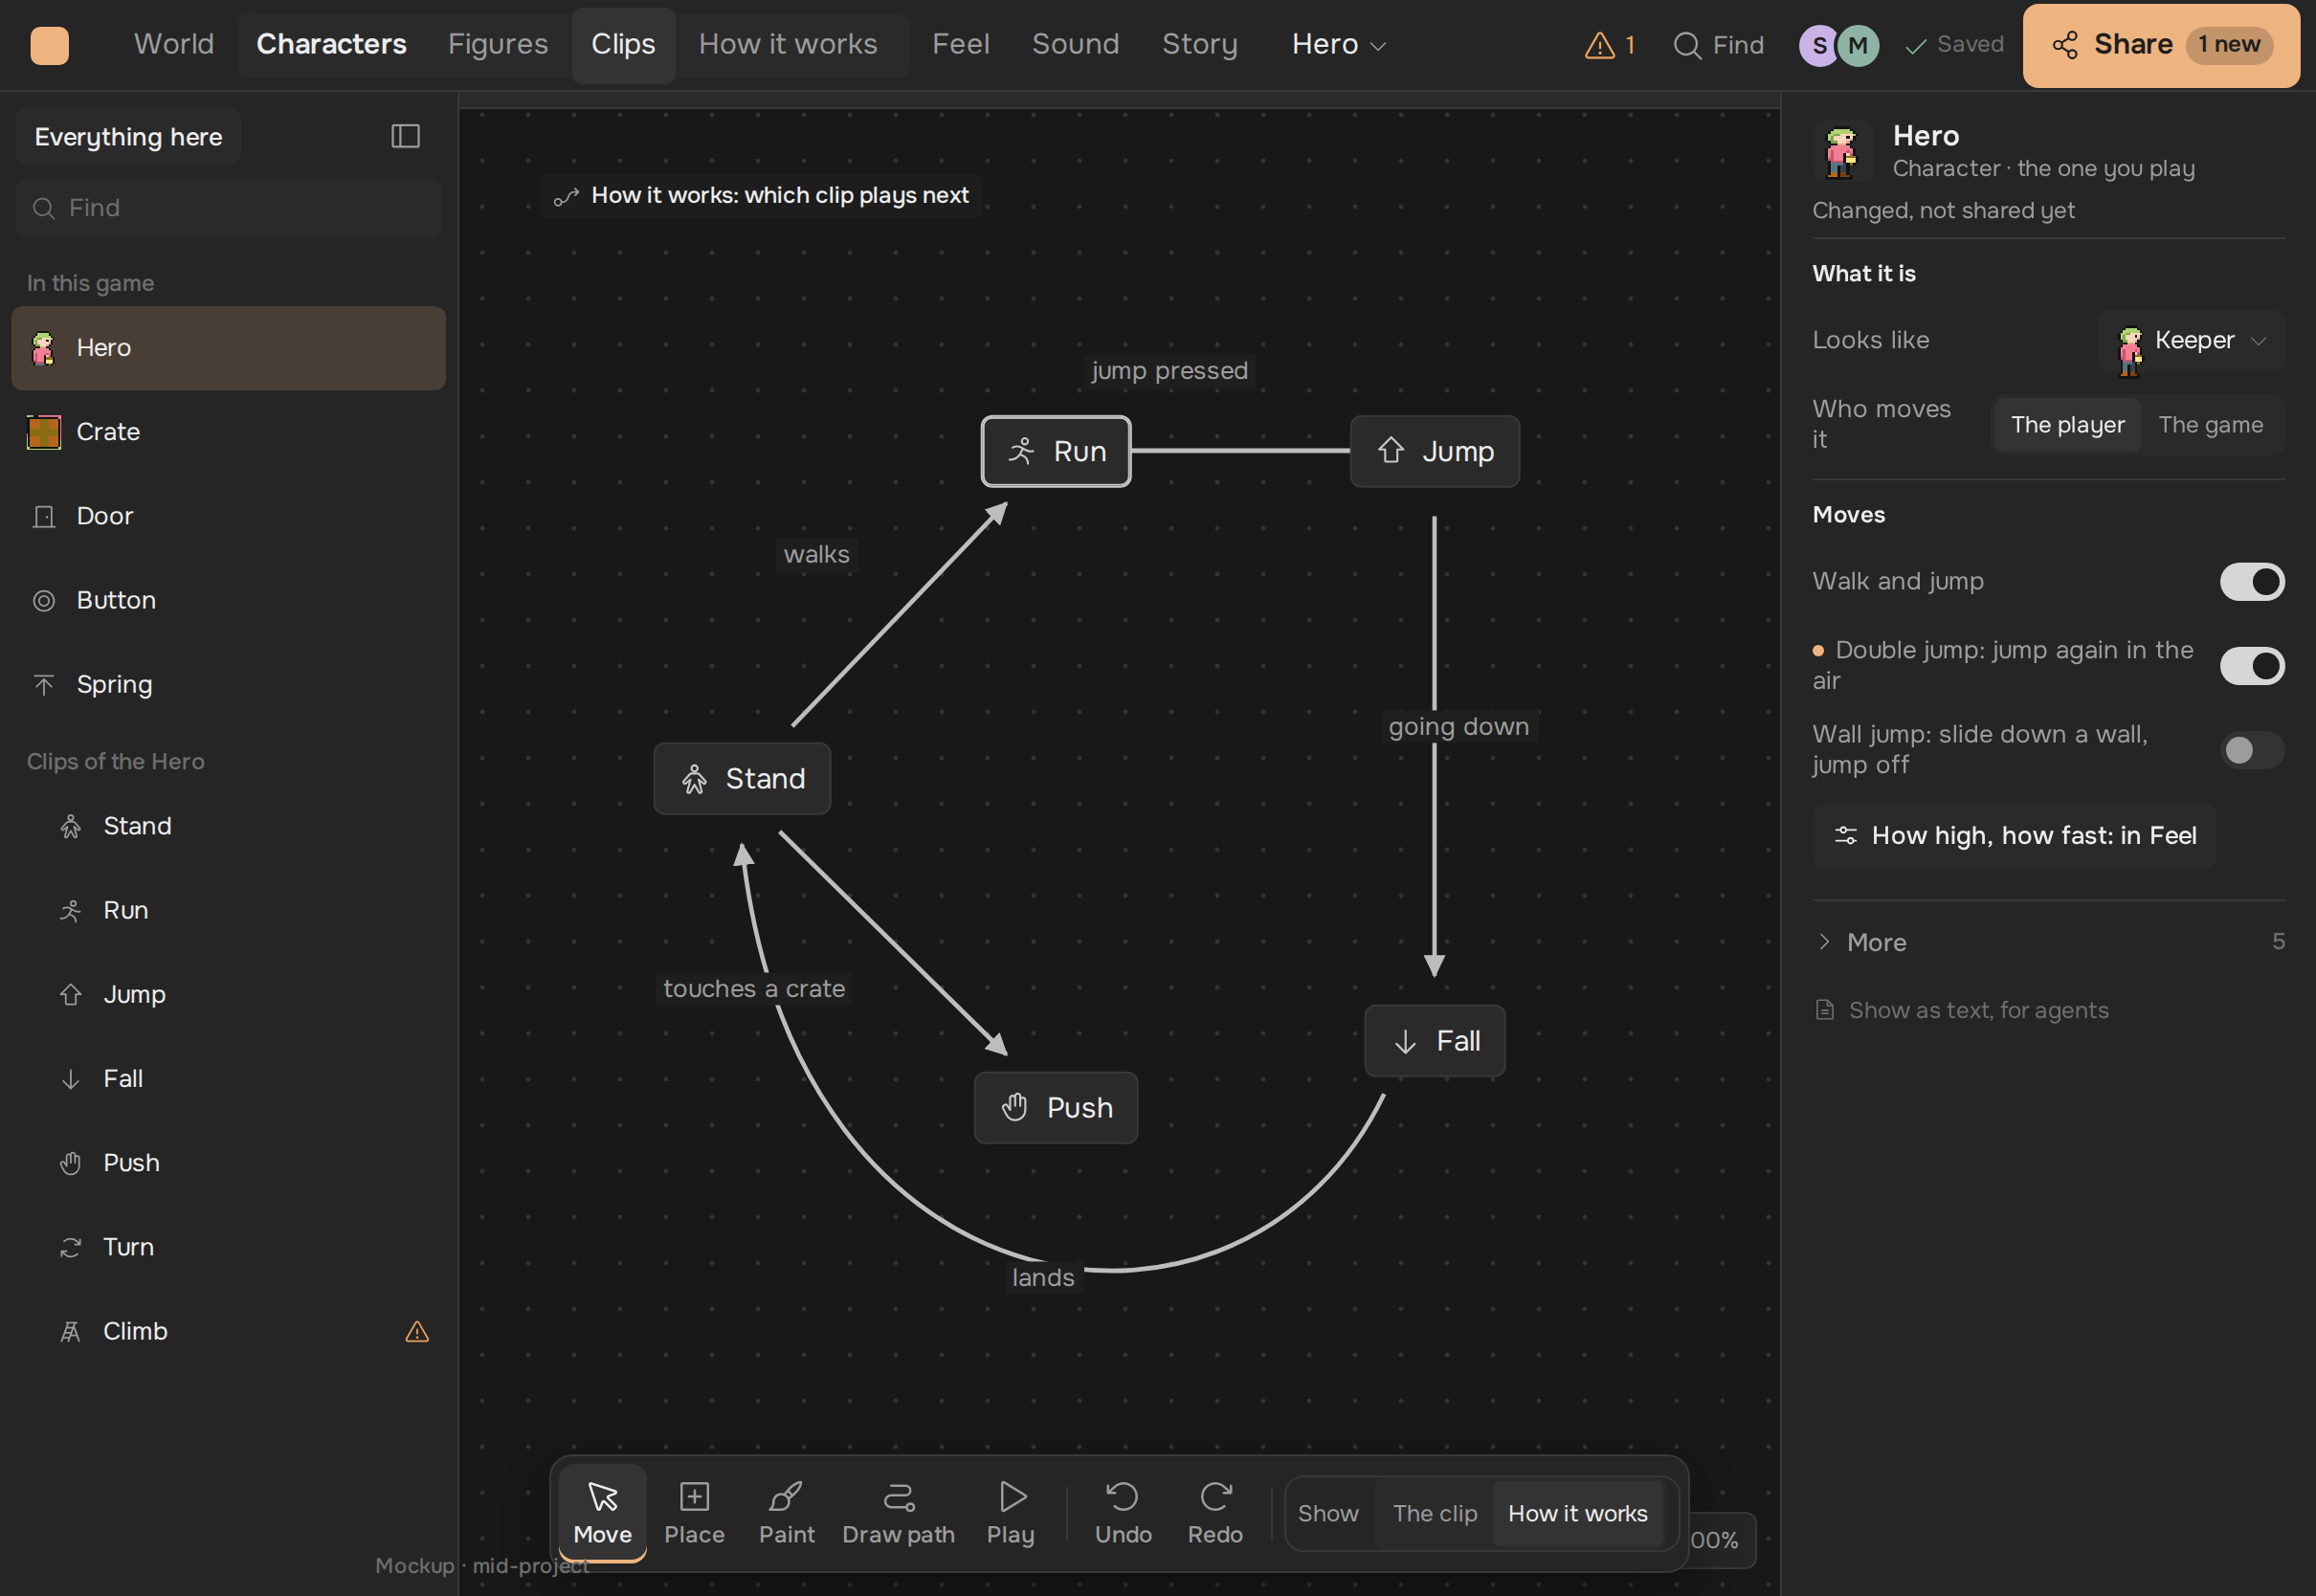 World Characters Figures Clips How it works Feel Sound Story Hero 1 Find S M Saved Share 1 new
Everything here
Find
In this game
Hero
Crate
Door
Button
Spring
Clips of the Hero
Stand
Run
Jump
Fall
Push
Turn
Climb
How it works: which clip plays next
jump pressed
Run
Jump
walks
going down
Stand
touches a crate
Fall
Push
lands
Move Place Paint Draw path Play Undo Redo Show The clip How it works
00%
Mockup · mid-project
Hero
Character · the one you play
Changed, not shared yet
What it is
Looks like Keeper
Who moves
it
The player The game
Moves
Walk and jump
Double jump: jump again in the
air
Wall jump: slide down a wall,
jump off
How high, how fast: in Feel
More 5
Show as text, for agents